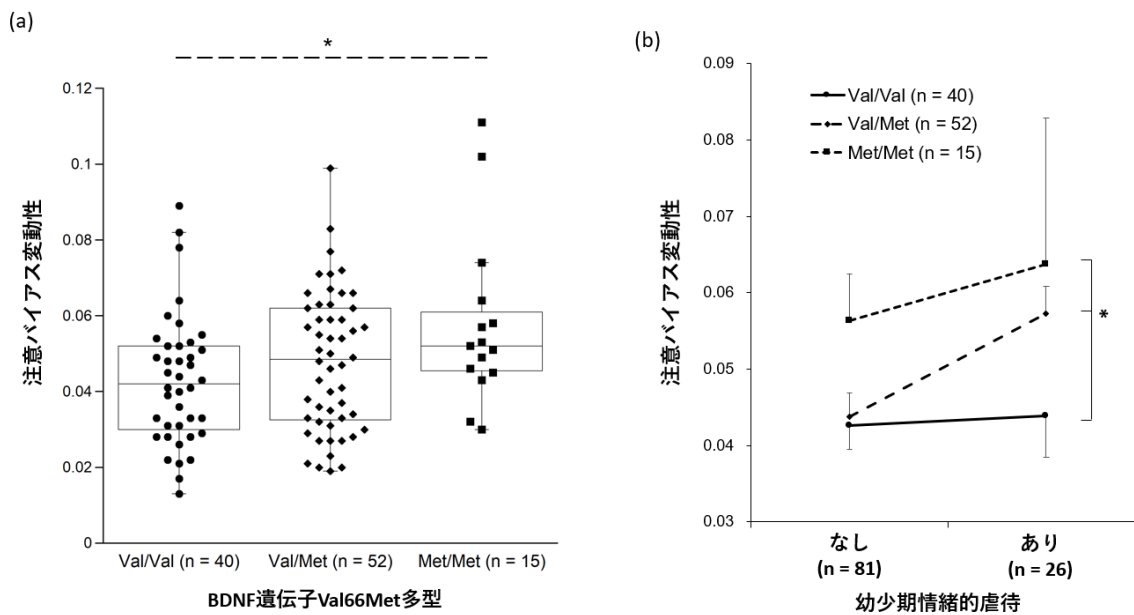 (a)
*
0.12
0.1
0.08
0.06
0.04
0.02
0
注意バイアス変動性
Val/Val (n = 40)
Val/Met (n = 52)
Met/Met (n = 15)
BDNF遺伝子Val66Met多型
(b)
0.09
0.08
0.07
0.06
0.05
0.04
0.03
注意バイアス変動性
Val/Val (n = 40)
Val/Met (n = 52)
Met/Met (n = 15)
*
なし
(n = 81)
あり
(n = 26)
幼少期情緒的虐待